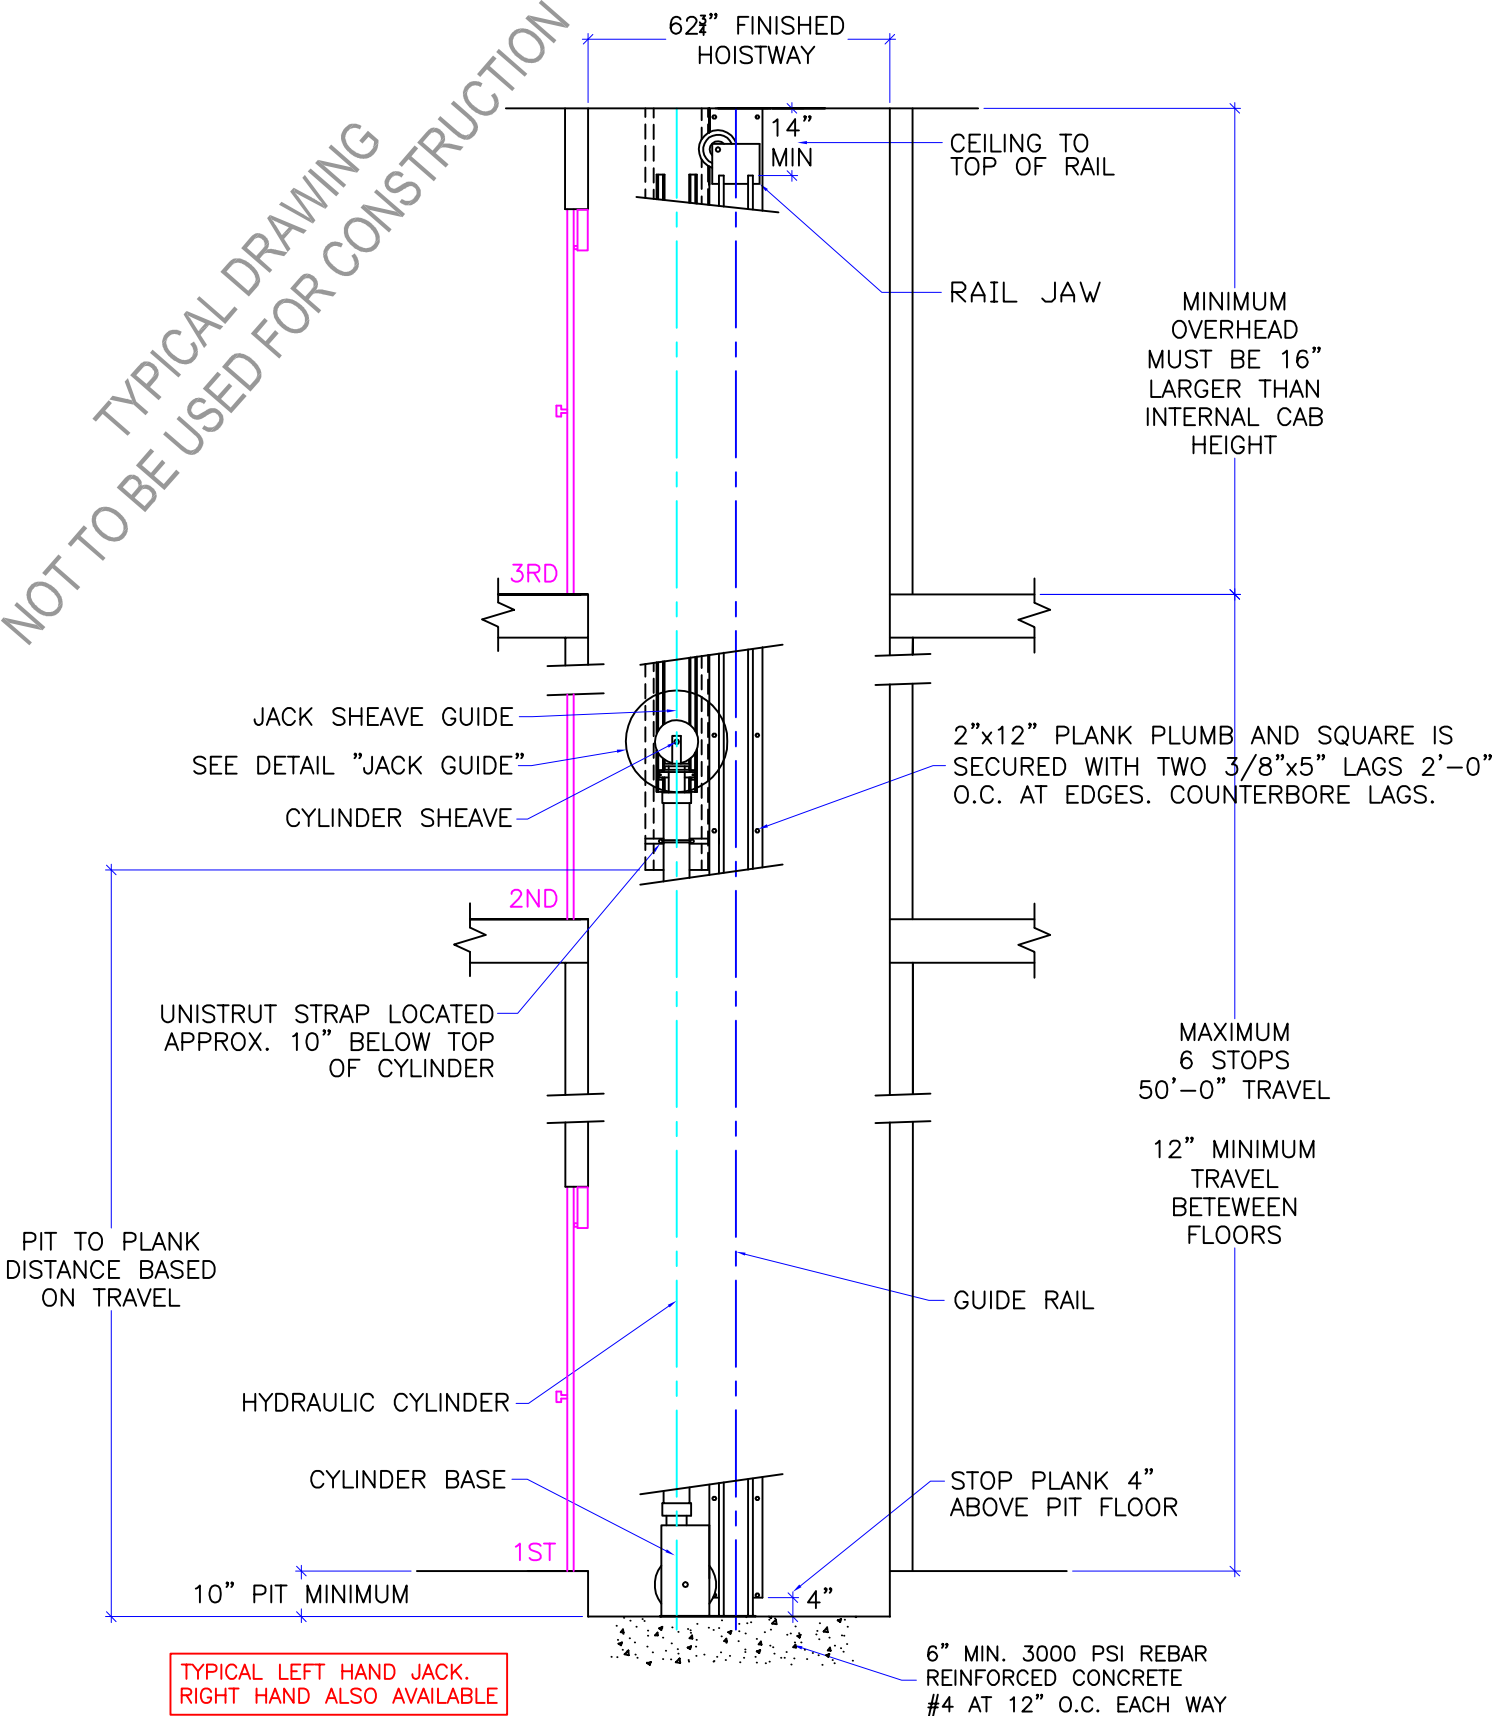 62¾” FINISHED
HOISTWAY
TYPICAL DRAWING
NOT TO BE USED FOR CONSTRUCTION
14”
MIN
CEILING TO
TOP OF RAIL
RAIL JAW
MINIMUM
OVERHEAD
MUST BE 16”
LARGER THAN
INTERNAL CAB
HEIGHT
3RD
JACK SHEAVE GUIDE
SEE DETAIL ”JACK GUIDE”
CYLINDER SHEAVE
2”x12” PLANK PLUMB AND SQUARE IS
SECURED WITH TWO 3/8”x5” LAGS 2’-0”
O.C. AT EDGES. COUNTERBORE LAGS.
2ND
UNISTRUT STRAP LOCATED
APPROX. 10” BELOW TOP
OF CYLINDER
MAXIMUM
6 STOPS
50’-0” TRAVEL
12” MINIMUM
TRAVEL
BETEWEEN
FLOORS
PIT TO PLANK
DISTANCE BASED
ON TRAVEL
GUIDE RAIL
HYDRAULIC CYLINDER
CYLINDER BASE
STOP PLANK 4”
ABOVE PIT FLOOR
1ST
10” PIT MINIMUM
4”
TYPICAL LEFT HAND JACK.
RIGHT HAND ALSO AVAILABLE
6” MIN. 3000 PSI REBAR
REINFORCED CONCRETE
#4 AT 12” O.C. EACH WAY